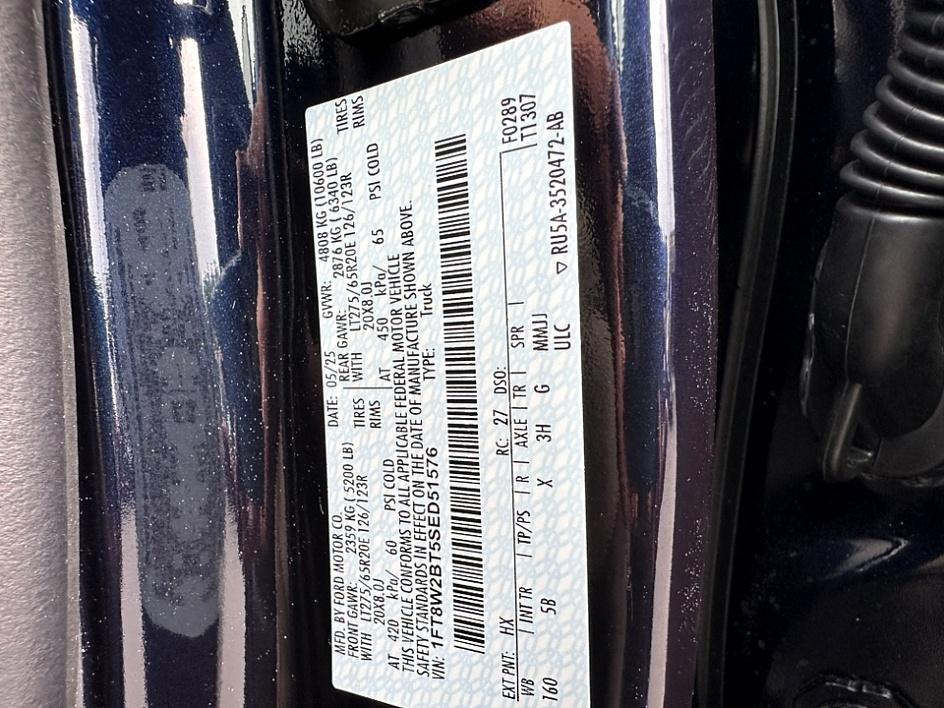 MFD. BY FORD MOTOR CO.
DATE: 05/25 GVWR: 4808 KG (10600 LB)
FRONT GAWR: 2359 KG ( 5200 LB)
REAR GAWR: 2876 KG ( 6340 LB)
WITH LT275/65R20E 126/123R TIRES
WITH LT275/65R20E 126/123R TIRES
20X8.0J RIMS
20X8.0J RIMS
AT 420 kPa/ 60 PSI COLD
AT 450 kPa/ 65 PSI COLD
THIS VEHICLE CONFORMS TO ALL APPLICABLE FEDERAL MOTOR VEHICLE
SAFETY STANDARDS IN EFFECT ON THE DATE OF MANUFACTURE SHOWN ABOVE.
VIN: 1FT8W2BT5SED51576 TYPE: Truck
EXT PNT: HX RC: 27 DSO: F0289
WB INT TR TP/PS R AXLE TR SPR T1307
160 5B X 3H G MMJJ
ULC
▽ RU5A-3520472-AB